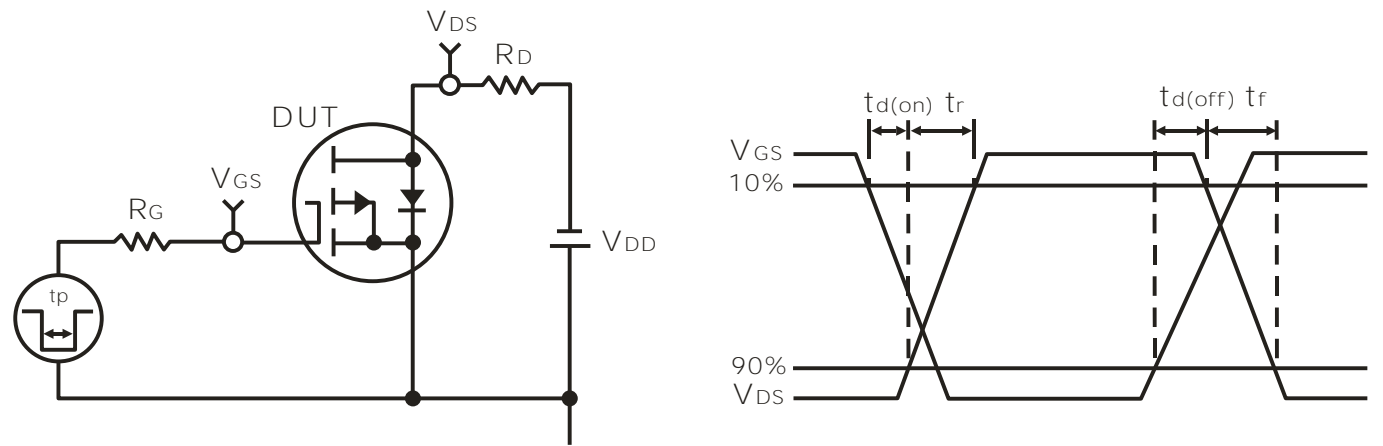 VDS
RD
DUT
VGS
RG
VDD
tp
td(on) tr
td(off) tf
VGS
10%
90%
VDS